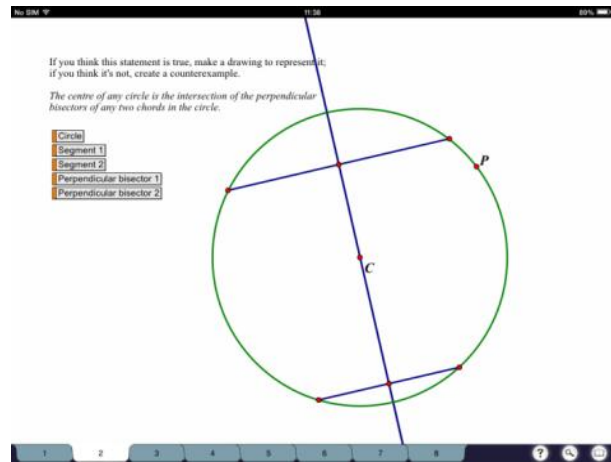 No SIM 11:56 89%
If you think this statement is true, make a drawing to represent it;
if you think it's not, create a counterexample.
The centre of any circle is the intersection of the perpendicular
bisectors of any two chords in the circle.
Circle
Segment 1
Segment 2
Perpendicular bisector 1
Perpendicular bisector 2
P
C
1 2 3 4 5 6 7 8 ?